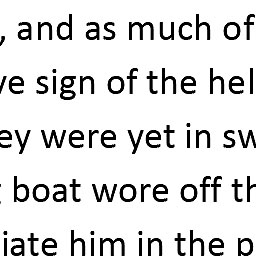 , and as much of
ve sign of the hel
ey were yet in sw
boat wore off th
iate him in the p